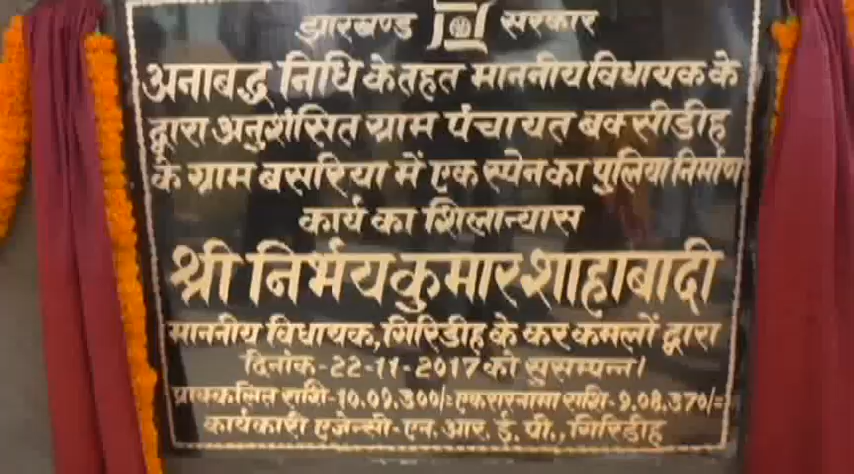 झारखण्ड सरकार
अनाबद्ध निधि के तहत माननीय विधायक के
द्वारा अनुशंसित ग्राम पंचायत बक्सीडीह
के ग्राम बसरिया में एक स्पेन का पुलिया निर्माण
कार्य का शिलान्यास
श्री निर्भय कुमार शाहाबादी
माननीय विधायक, गिरिडीह के कर कमलों द्वारा
दिनांक-22-11-2017 को सुसम्पन्न।
प्राक्कलित राशि-10.09.300/= एकरारनामा राशि-9.08.370/=
कार्यकारी एजेन्सी-एन. आर. ई. पी., गिरिडीह